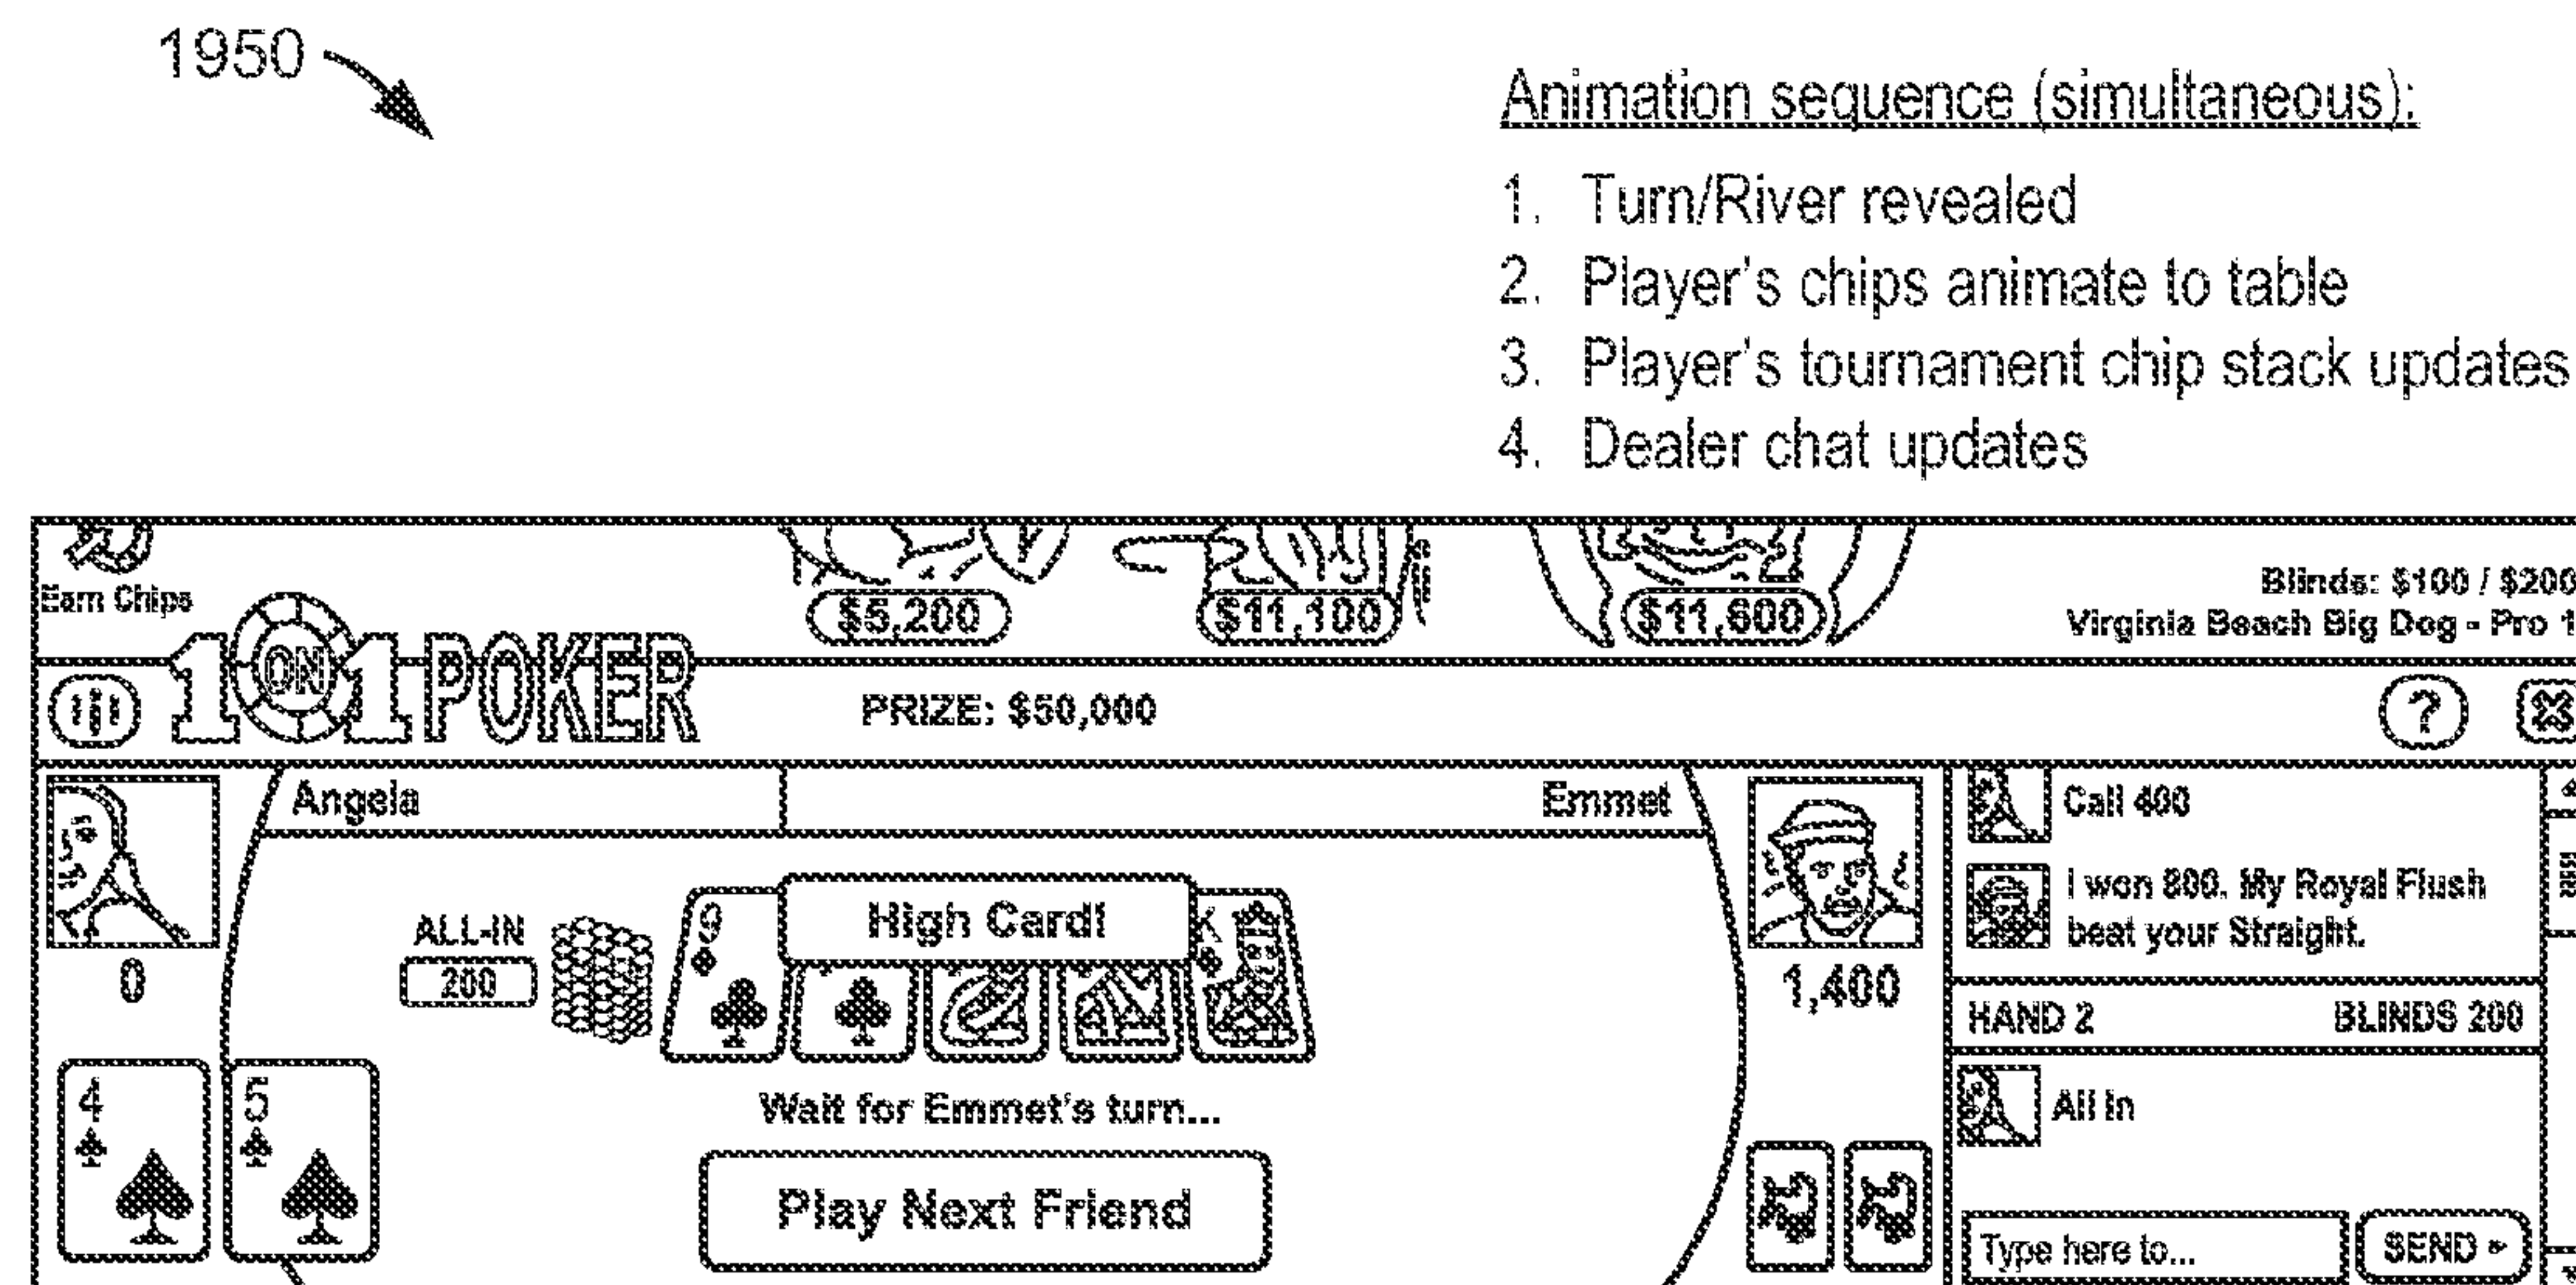 1950
Animation sequence (simultaneous):
1. Turn/River revealed
2. Player's chips animate to table
3. Player's tournament chip stack updates
4. Dealer chat updates
Earn Chips
$5,200
$11,100
$11,600
Blinds: $100 / $200
Virginia Beach Big Dog - Pro 1
1 ON 1 POKER
PRIZE: $50,000
?
Angela
Emmet
Call 400
I won 800. My Royal Flush
beat your Straight.
High Card!
9
K
ALL-IN
200
0
1,400
HAND 2
BLINDS 200
4
5
Wait for Emmet's turn...
All In
Play Next Friend
Type here to...
SEND